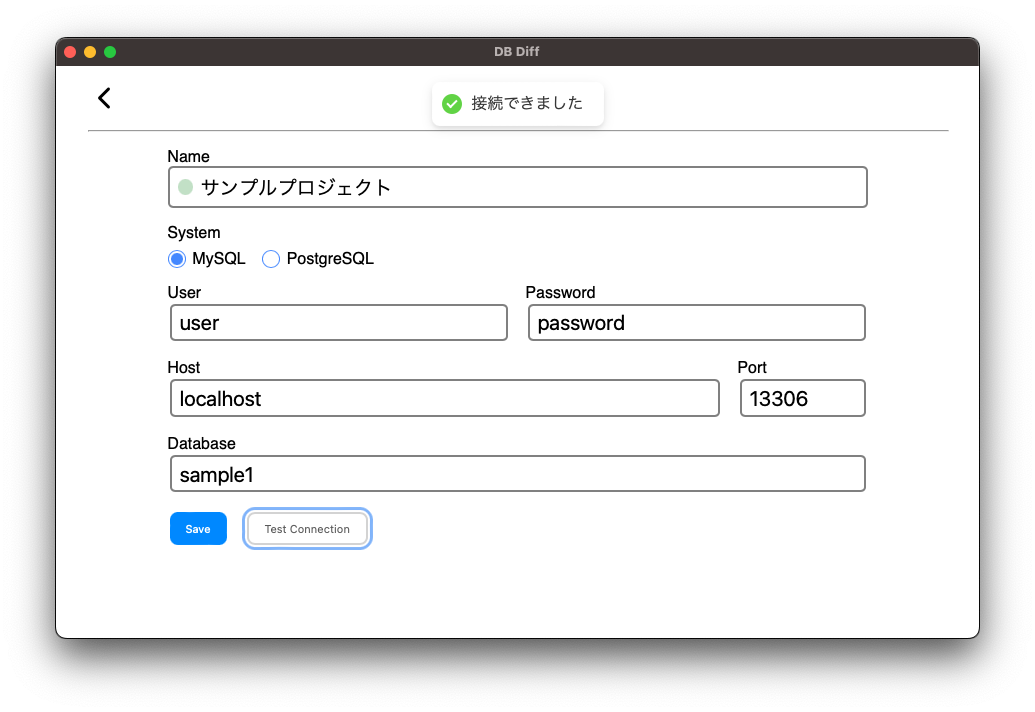 DB Diff
接続できました
Name
サンプルプロジェクト
System
MySQL PostgreSQL
User Password
user password
Host Port
localhost 13306
Database
sample1
Save Test Connection